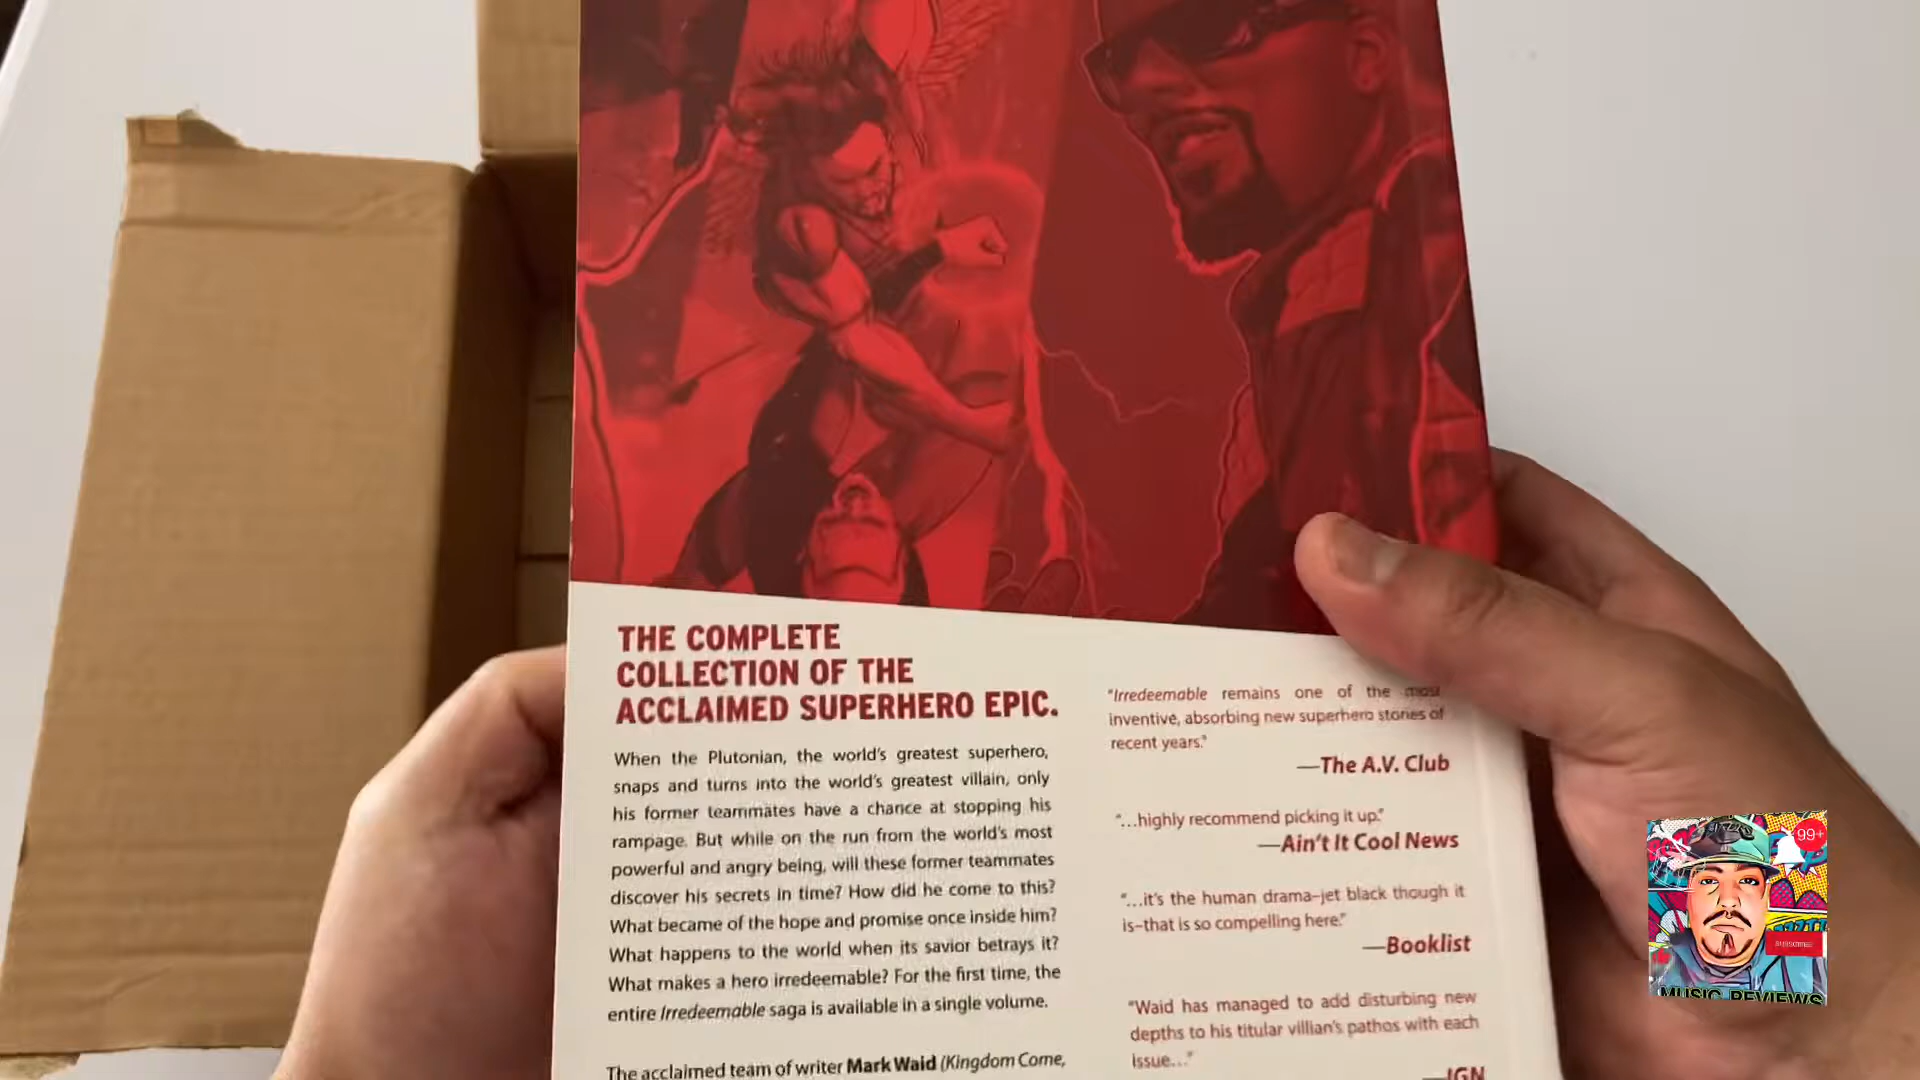 THE COMPLETE
COLLECTION OF THE
ACCLAIMED SUPERHERO EPIC.
When the Plutonian, the world's greatest superhero,
snaps and turns into the world's greatest villain, only
his former teammates have a chance at stopping his
rampage. But while on the run from the world's most
powerful and angry being, will these former teammates
discover his secrets in time? How did he come to this?
What became of the hope and promise once inside him?
What happens to the world when its savior betrays it?
What makes a hero irredeemable? For the first time, the
entire Irredeemable saga is available in a single volume.
The acclaimed team of writer Mark Waid (Kingdom Come,
"Irredeemable remains one of the most
inventive, absorbing new superhero stories of
recent years."
—The A.V. Club
"...highly recommend picking it up."
—Ain't It Cool News
"...it's the human drama–jet black though it
is–that is so compelling here."
—Booklist
"Waid has managed to add disturbing new
depths to his titular villian's pathos with each
issue..."
—IGN
99+
SUBSCRIBE
MUSIC REVIEWS